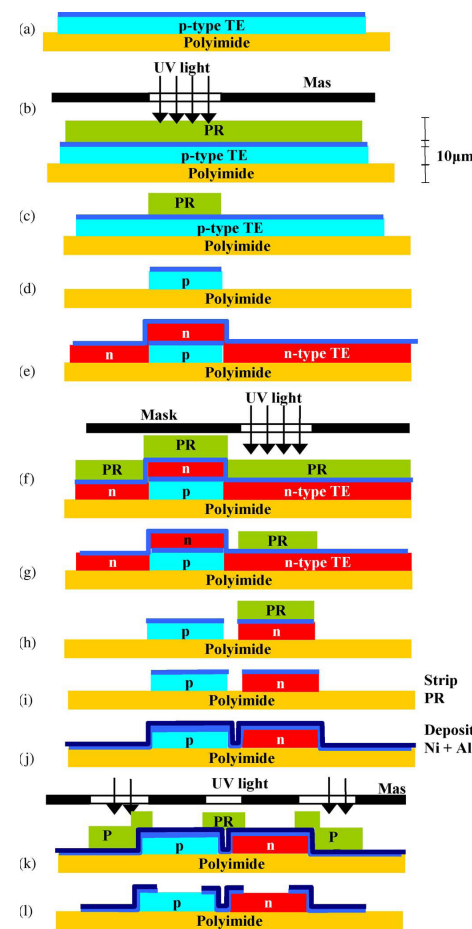 (a) p-type TE
Polyimide
UV light
Mas
(b)
PR
p-type TE
10µm
Polyimide
(c) PR
p-type TE
Polyimide
(d) p
Polyimide
n
(e) n p n-type TE
Polyimide
UV light
Mask
(f) PR n PR
n p n-type TE
Polyimide
n PR
(g) n p n-type TE
Polyimide
PR
(h) p n
Polyimide
(i) p n
Strip
PR
Polyimide
(j) p n
Deposit
Ni + Al
Polyimide
UV light
Mas
P PR P
(k) p n
Polyimide
(l) p n
Polyimide